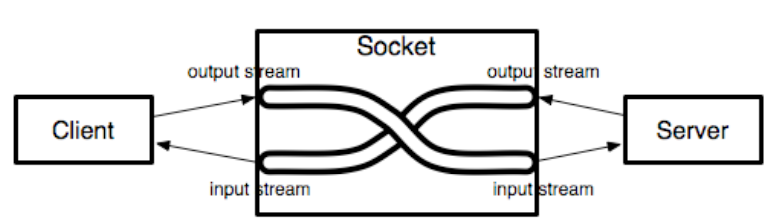 Socket
output stream
output stream
Client
Server
input stream
input stream